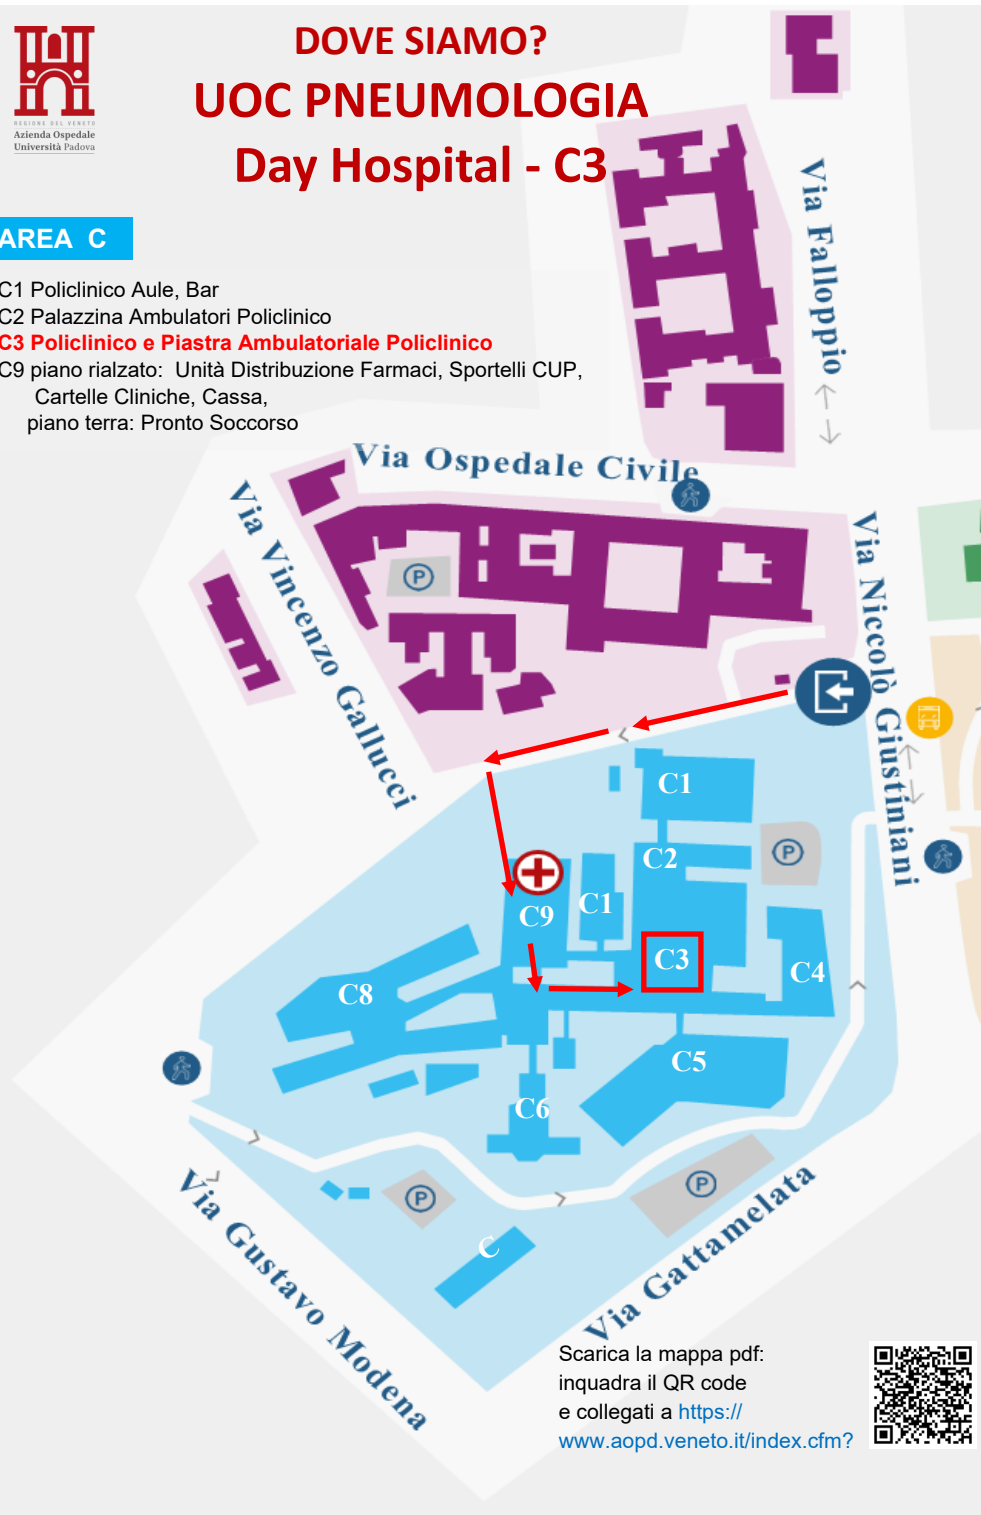 REGIONE DEL VENETO
Azienda Ospedale
Università Padova
DOVE SIAMO?
UOC PNEUMOLOGIA
Day Hospital - C3
AREA C
C1 Policlinico Aule, Bar
C2 Palazzina Ambulatori Policlinico
C3 Policlinico e Piastra Ambulatoriale Policlinico
C9 piano rialzato: Unità Distribuzione Farmaci, Sportelli CUP,
Cartelle Cliniche, Cassa,
piano terra: Pronto Soccorso
Via Falloppio
Via Ospedale Civile
Via Vincenzo Gallucci
Via Niccolò Giustiniani
P
C1
C2
P
C1
C9
C3
C4
C8
C5
C6
P
P
C
Via Gustavo Modena
Via Gattamelata
Scarica la mappa pdf:
inquadra il QR code
e collegati a https://
www.aopd.veneto.it/index.cfm?